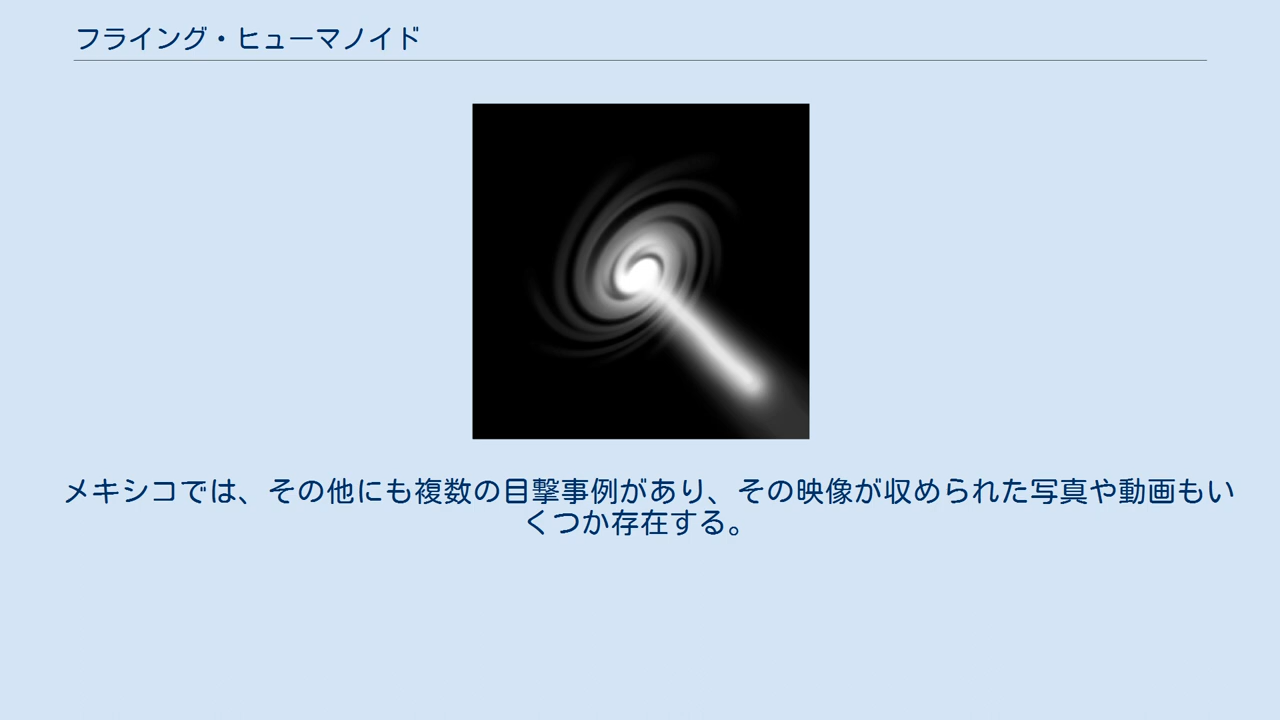 フライング・ヒューマノイド
メキシコでは、その他にも複数の目撃事例があり、その映像が収められた写真や動画もい
くつか存在する。